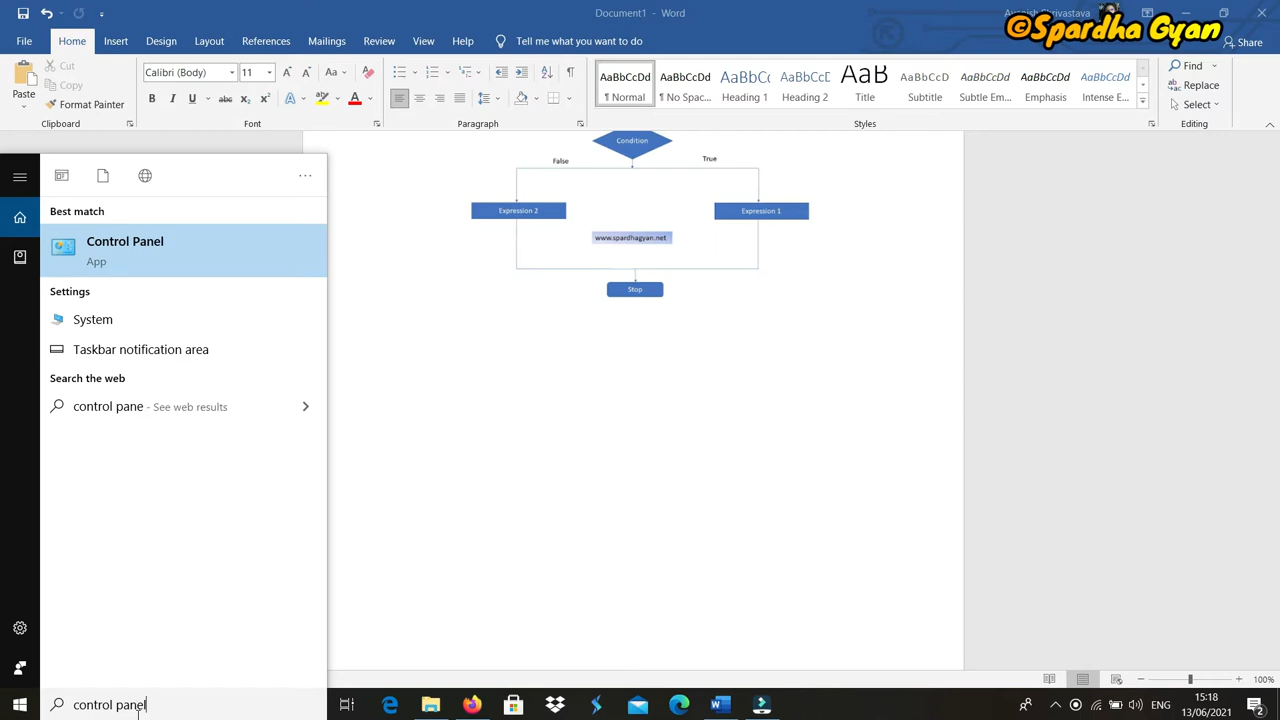 Document1 - Word
©Spardha Gyan
File Home Insert Design Layout References Mailings Review View Help Tell me what you want to do Share
Paste
Cut
Copy
Format Painter
Calibri (Body) 11
AaBbCcDd AaBbCcDd AaBbCc AaBbCcD AaB AaBbCcDd AaBbCcDd AaBbCcDd AaBbCcDd
¶ Normal ¶ No Spac... Heading 1 Heading 2 Title Subtitle Subtle Em... Emphasis Intense E...
Find
Replace
Select
Clipboard Font Paragraph Styles Editing
Condition
False True
Expression 2 Expression 1
www.spardhagyan.net
Stop
Best match
Control Panel
App
Settings
System
Taskbar notification area
Search the web
control pane - See web results
control panel
100%
15:18
13/06/2021
2